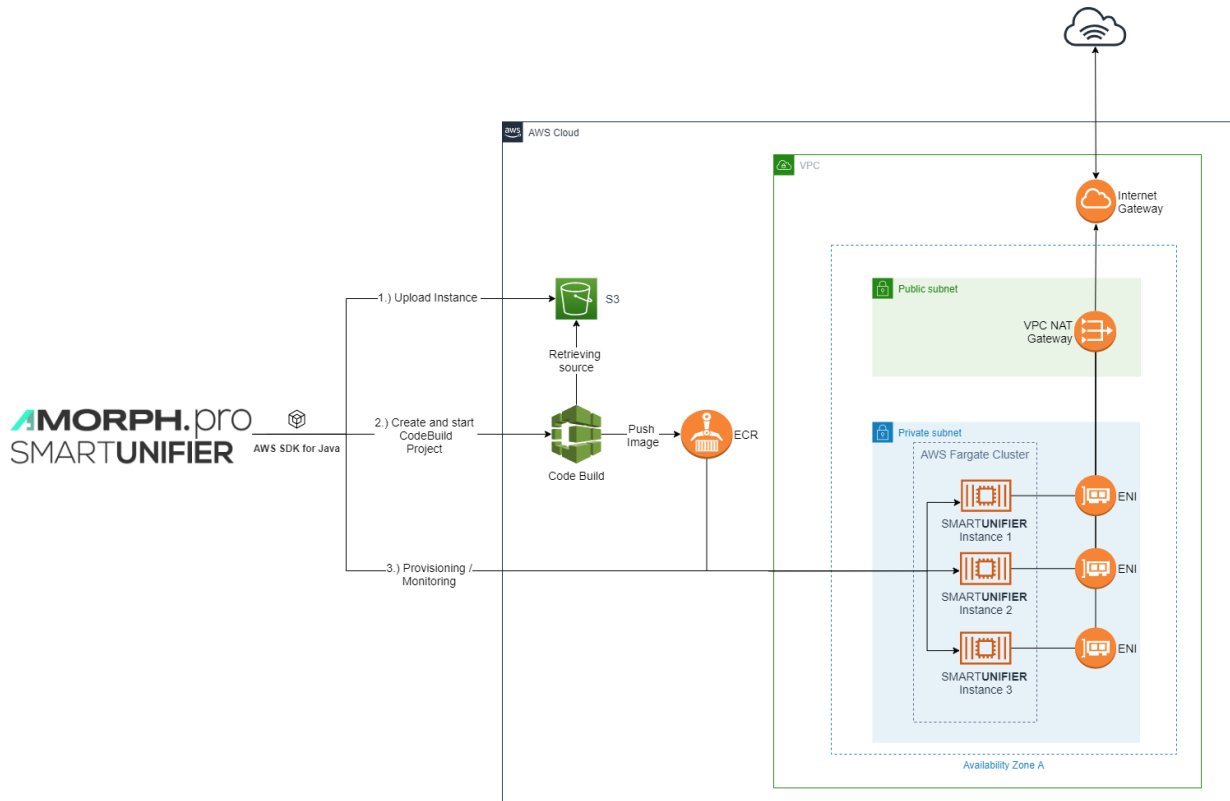 aws
AWS Cloud
VPC
Internet
Gateway
Public subnet
1.) Upload Instance
S3
VPC NAT
Gateway
Retrieving
source
AMORPH.pro
SMARTUNIFIER
AWS SDK for Java
2.) Create and start
CodeBuild
Project
Push
Image
ECR
Code Build
Private subnet
AWS Fargate Cluster
ENI
SMARTUNIFIER
Instance 1
3.) Provisioning /
Monitoring
ENI
SMARTUNIFIER
Instance 2
ENI
SMARTUNIFIER
Instance 3
Availability Zone A